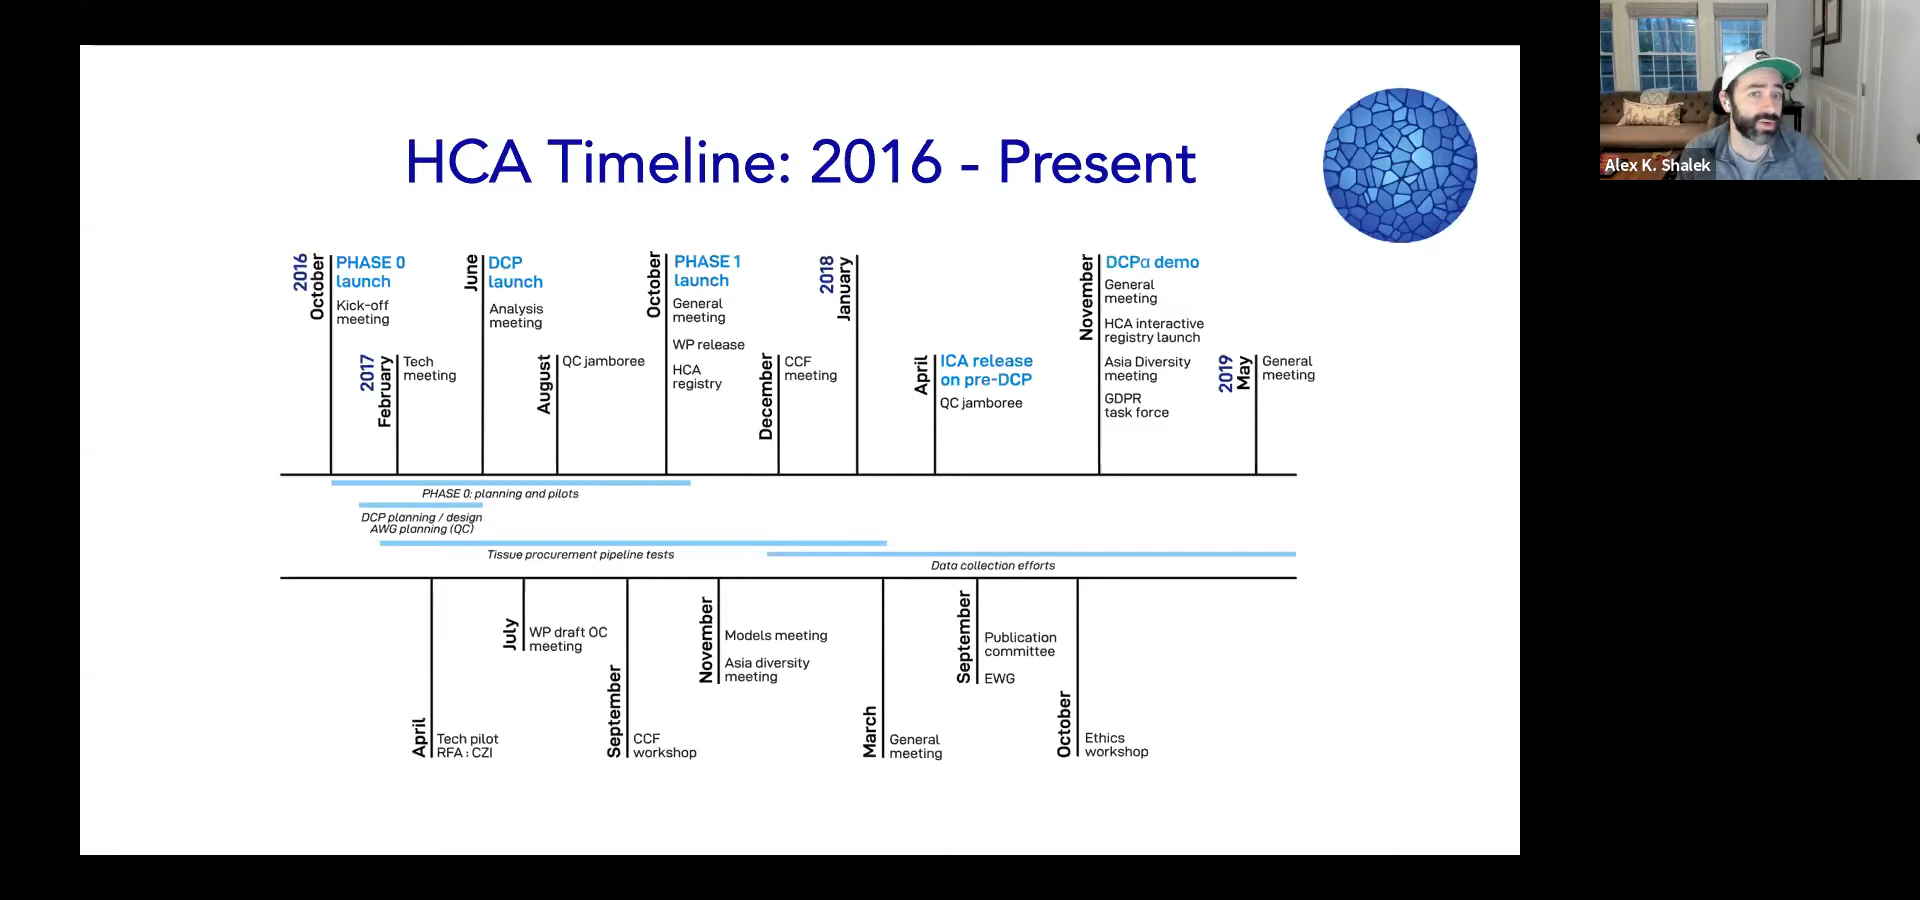 HCA Timeline: 2016 - Present
Alex K. Shalek
2016
October
PHASE 0
launch
Kick-off
meeting
2017
February
Tech
meeting
June
DCP
launch
Analysis
meeting
August
QC jamboree
October
PHASE 1
launch
General
meeting
WP release
HCA
registry
December
CCF
meeting
2018
January
April
ICA release
on pre-DCP
QC jamboree
November
DCPα demo
General
meeting
HCA interactive
registry launch
Asia Diversity
meeting
GDPR
task force
2019
May
General
meeting
PHASE 0: planning and pilots
DCP planning / design
AWG planning (QC)
Tissue procurement pipeline tests
Data collection efforts
April
Tech pilot
RFA : CZI
July
WP draft OC
meeting
September
CCF
workshop
November
Models meeting
Asia diversity
meeting
March
General
meeting
September
Publication
committee
EWG
October
Ethics
workshop